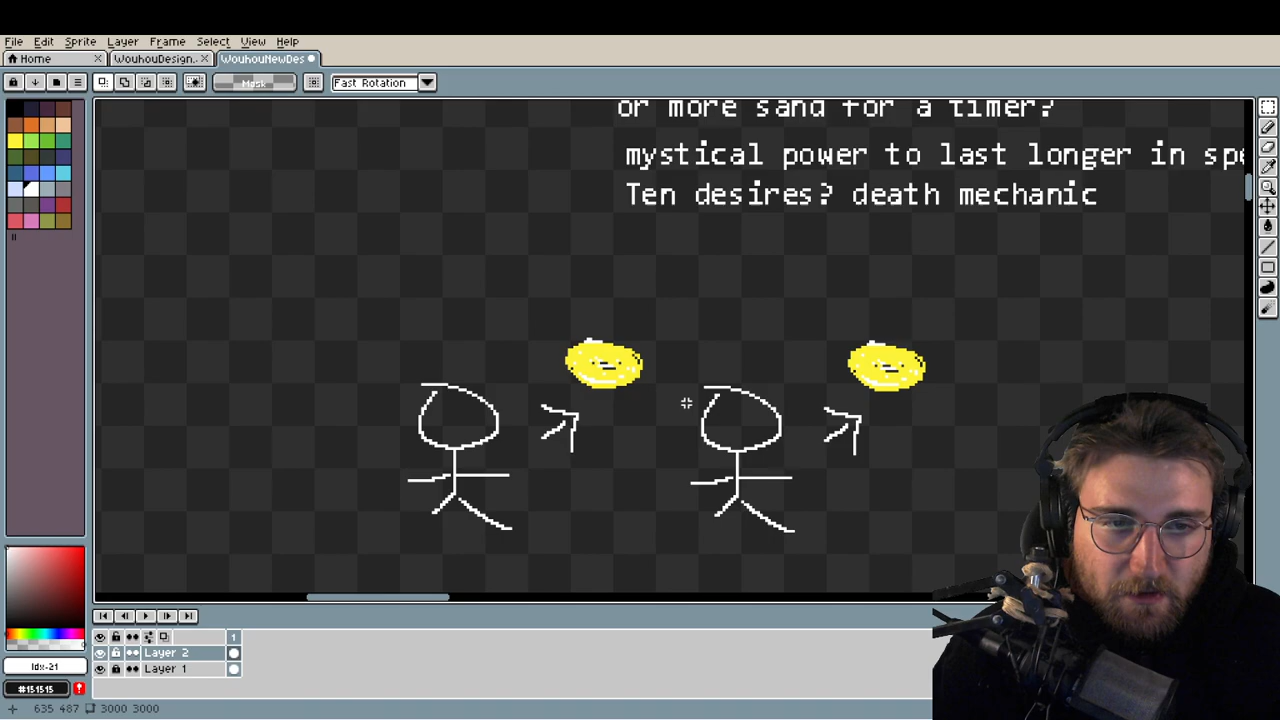 File Edit Sprite Layer Frame Select View Help
Home WouhouDesign. WouhouNewDes
Mask Fast Rotation
or more sand for a timer?
mystical power to last longer in spe
Ten desires? death mechanic
1
Layer 2
Layer 1
Idx-21
#151515
635 487 3000 3000